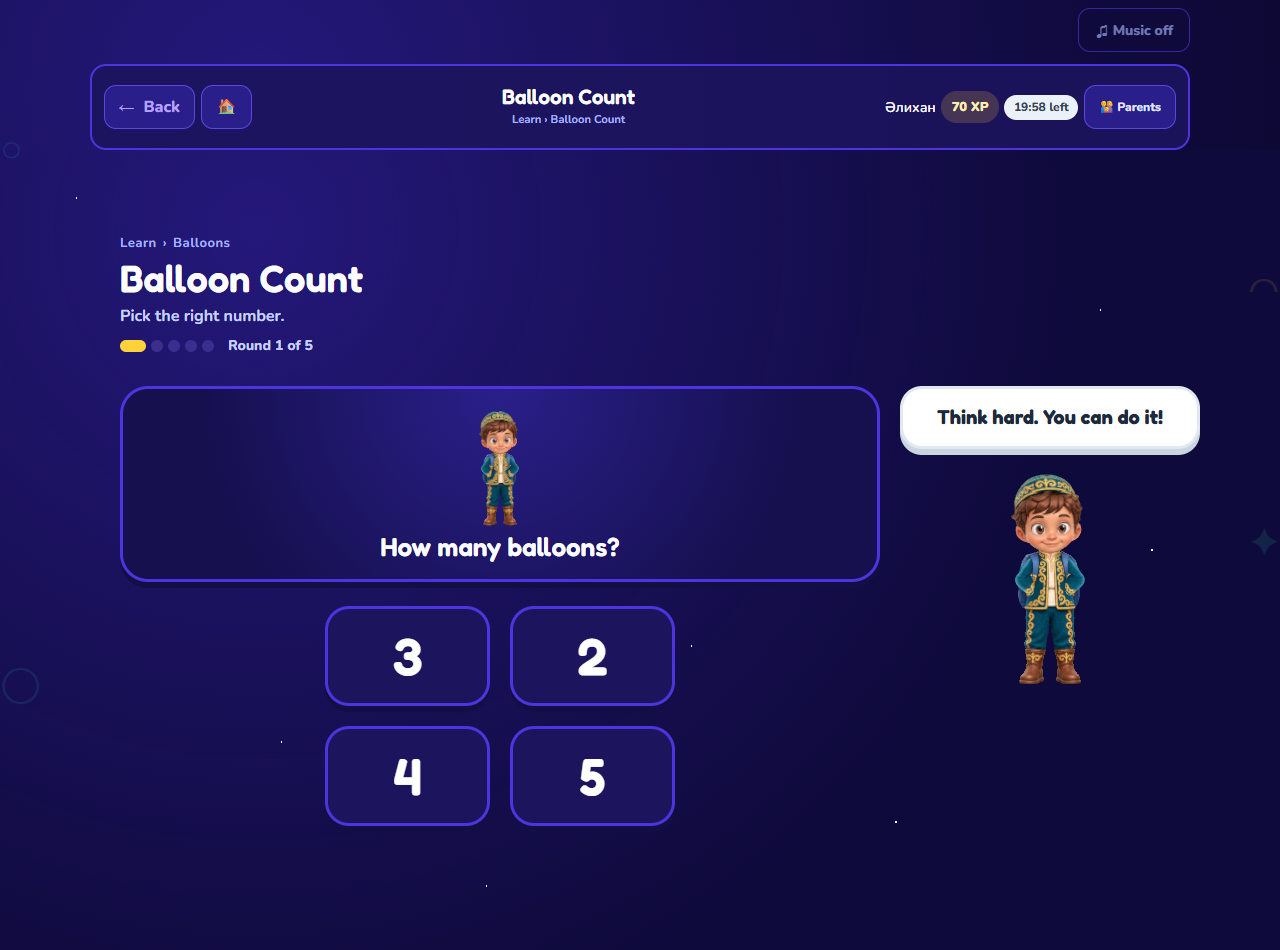 Music off
← Back
Balloon Count
Learn › Balloon Count
Әлихан
70 XP
19:58 left
Parents
Learn › Balloons
Balloon Count
Pick the right number.
Round 1 of 5
Think hard. You can do it!
How many balloons?
3
2
4
5